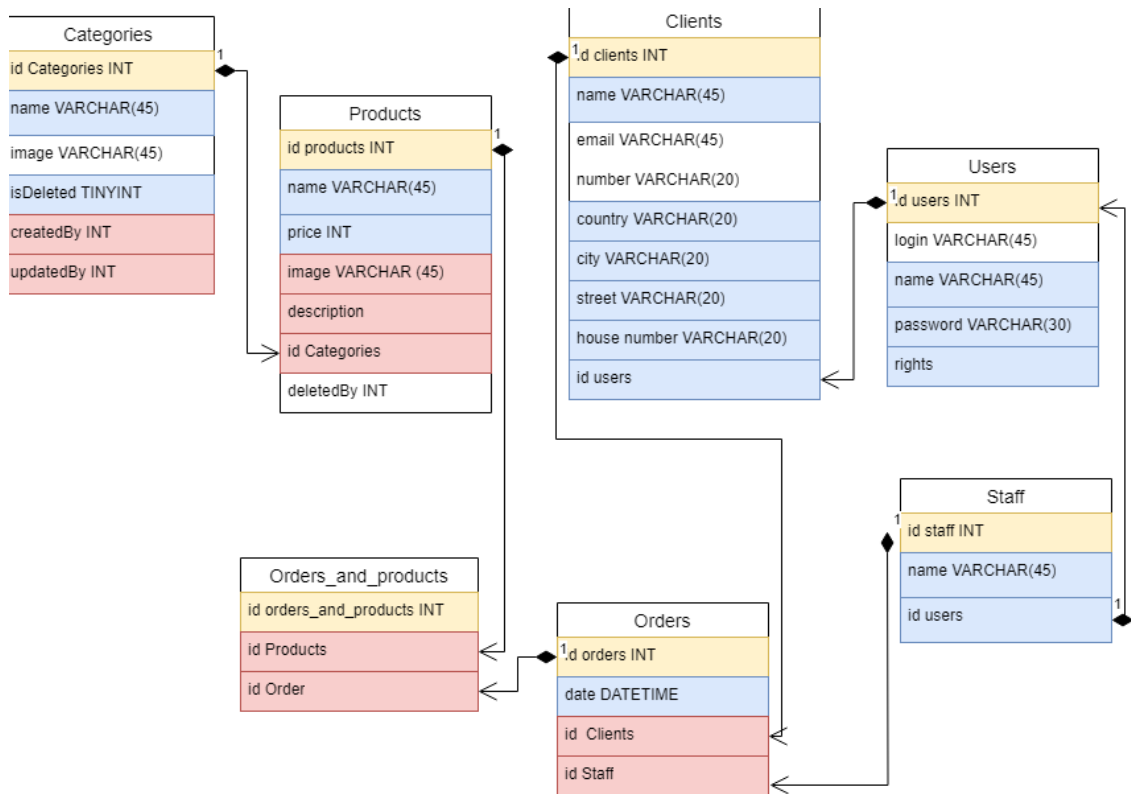 Categories
id Categories INT
name VARCHAR(45)
image VARCHAR(45)
isDeleted TINYINT
createdBy INT
updatedBy INT
1
Products
id products INT
name VARCHAR(45)
price INT
image VARCHAR (45)
description
id Categories
deletedBy INT
1
Clients
1
.d clients INT
name VARCHAR(45)
email VARCHAR(45)
number VARCHAR(20)
country VARCHAR(20)
city VARCHAR(20)
street VARCHAR(20)
house number VARCHAR(20)
id users
Users
1
.d users INT
login VARCHAR(45)
name VARCHAR(45)
password VARCHAR(30)
rights
Staff
1
id staff INT
name VARCHAR(45)
id users
1
Orders_and_products
id orders_and_products INT
id Products
id Order
Orders
1
.d orders INT
date DATETIME
id Clients
id Staff